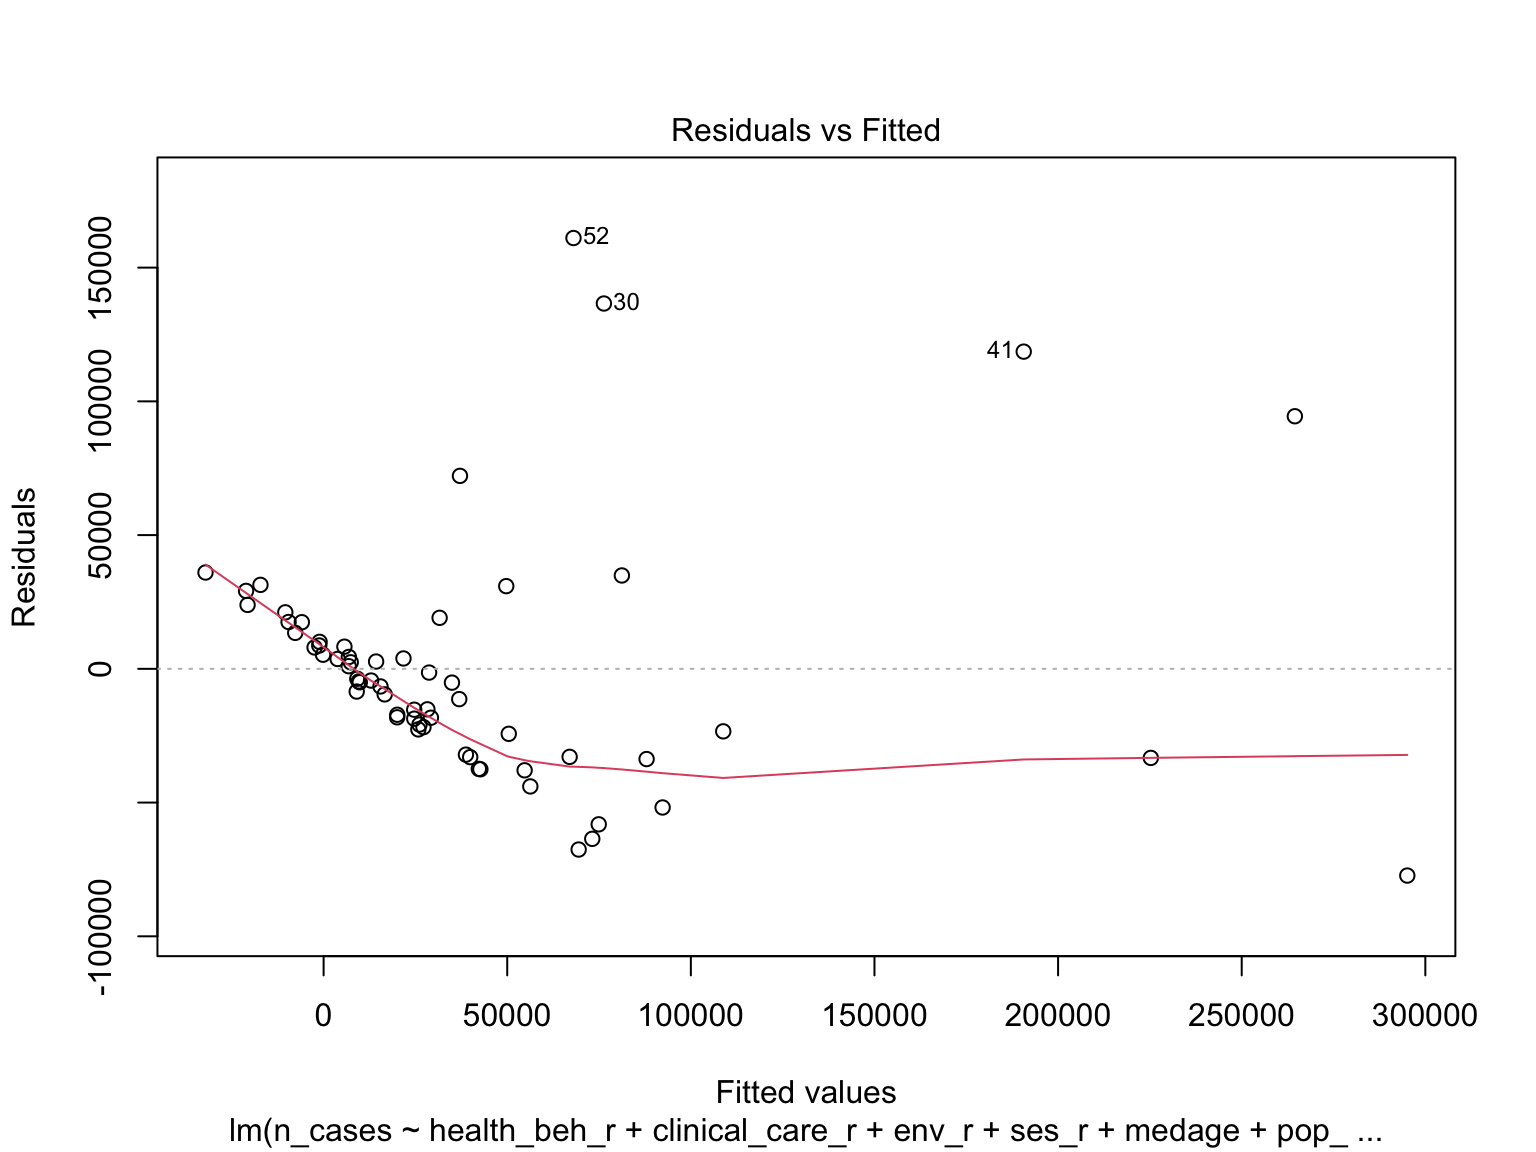 Residuals vs Fitted
Residuals
150000
100000
50000
0
-100000
52
30
41
0 50000 100000 150000 200000 250000 300000
Fitted values
lm(n_cases ~ health_beh_r + clinical_care_r + env_r + ses_r + medage + pop_ ...